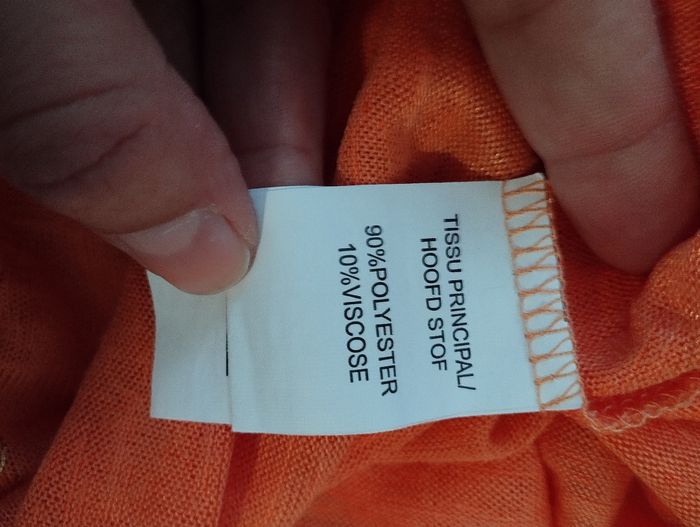 TISSU PRINCIPAL/
HOOFD STOF
90%POLYESTER
10%VISCOSE